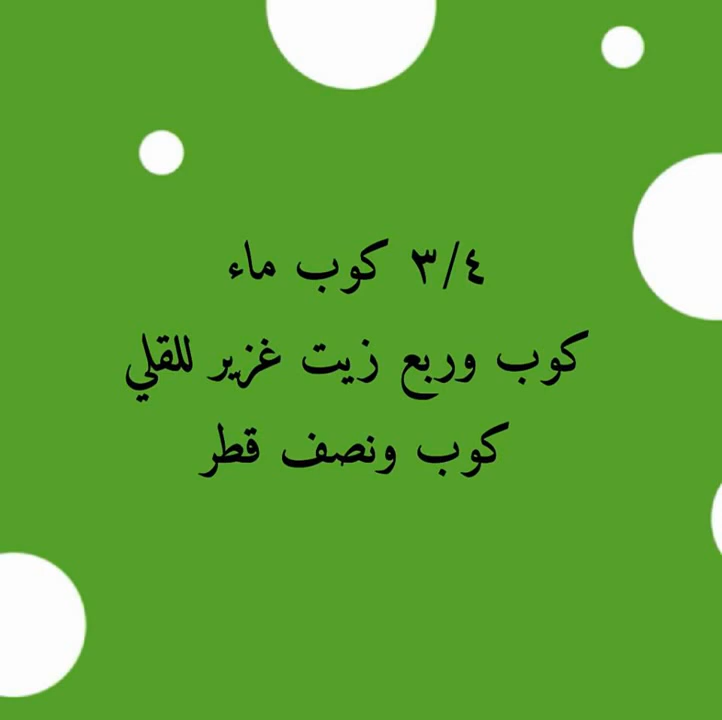 ٣/٤ كوب ماء
كوب وربع زيت غزير للقلي
كوب ونصف قطر